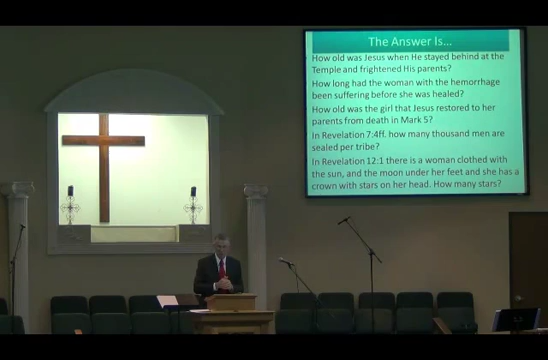 The Answer Is...
How old was Jesus when He stayed behind at the
Temple and frightened His parents?
How long had the woman with the hemorrhage
been suffering before she was healed?
How old was the girl that Jesus restored to her
parents from death in Mark 5?
In Revelation 7:4ff. how many thousand men are
sealed per tribe?
In Revelation 12:1 there is a woman clothed with
the sun, and the moon under her feet and she has a
crown with stars on her head. How many stars?